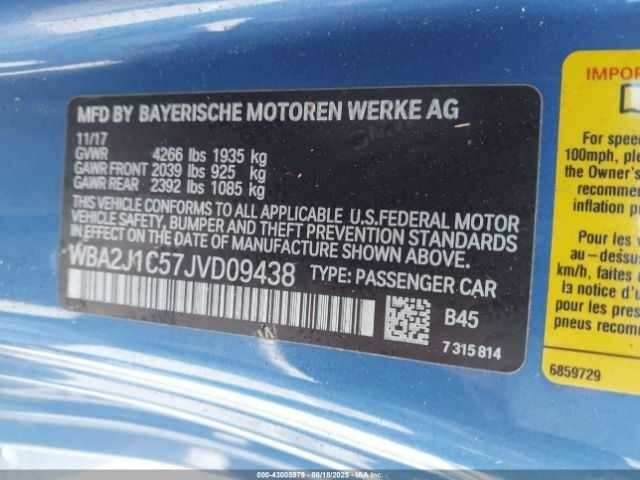 MFD BY BAYERISCHE MOTOREN WERKE AG
11/17
GVWR 4266 lbs 1935 kg
GAWR FRONT 2039 lbs 925 kg
GAWR REAR 2392 lbs 1085 kg
THIS VEHICLE CONFORMS TO ALL APPLICABLE U.S.FEDERAL MOTOR
VEHICLE SAFETY, BUMPER AND THEFT PREVENTION STANDARDS
IN EFFECT ON THE DATE OF MANUFACTURE SHOWN ABOVE.
WBA2J1C57JVD09438 TYPE: PASSENGER CAR
B45
7 315 814
IMPOR
For speed
100mph, ple
the Owner's
recommen
inflation p
Pour les
km/h, faites
au-dessous
la notice d
pour les pres
pneus recomm
6859729
000-43005979 - 08/18/2025 - COPYRIGHT IAA, LLC